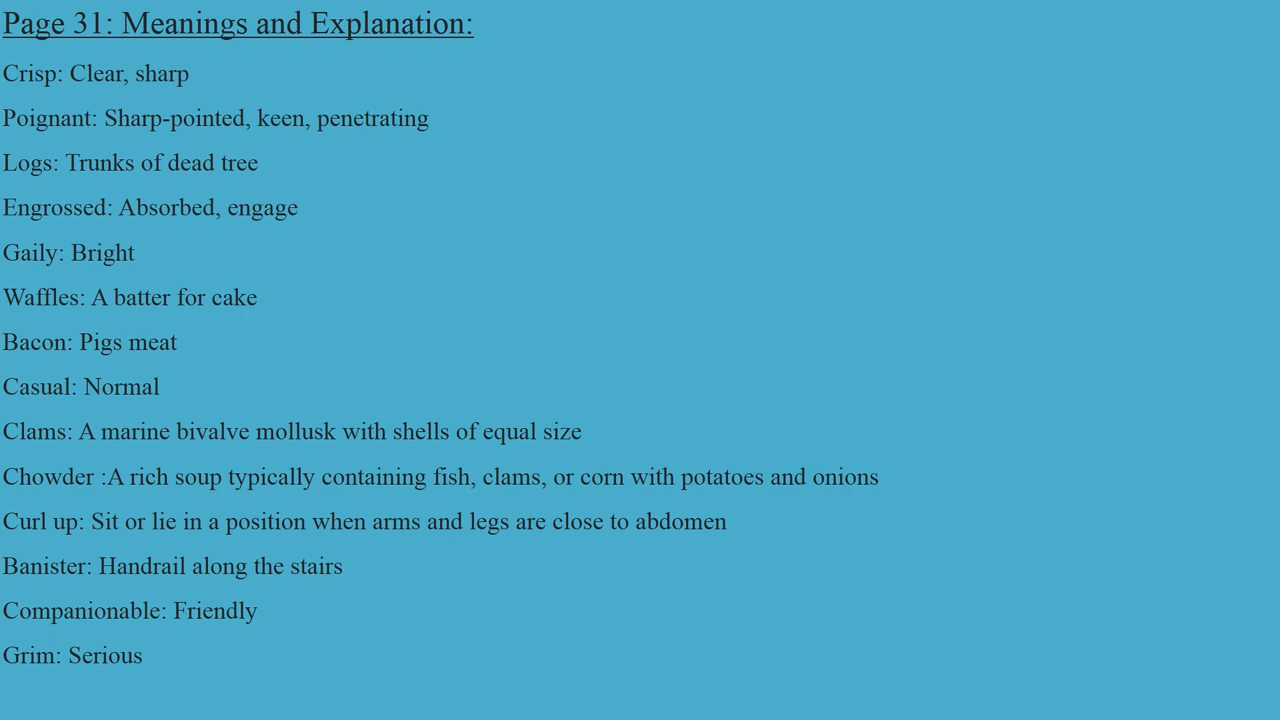 Page 31: Meanings and Explanation:
Crisp: Clear, sharp
Poignant: Sharp-pointed, keen, penetrating
Logs: Trunks of dead tree
Engrossed: Absorbed, engage
Gaily: Bright
Waffles: A batter for cake
Bacon: Pigs meat
Casual: Normal
Clams: A marine bivalve mollusk with shells of equal size
Chowder :A rich soup typically containing fish, clams, or corn with potatoes and onions
Curl up: Sit or lie in a position when arms and legs are close to abdomen
Banister: Handrail along the stairs
Companionable: Friendly
Grim: Serious